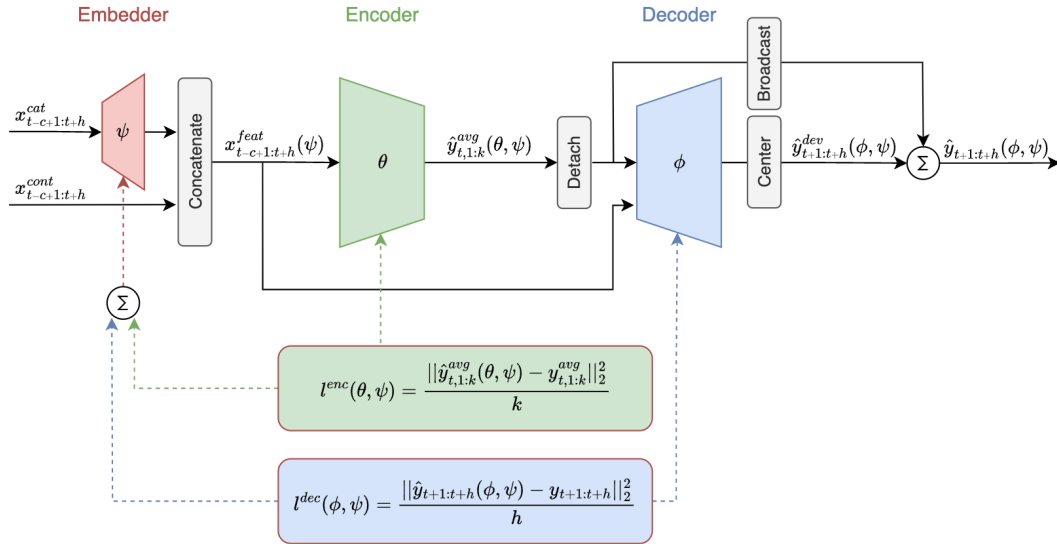 Embedder
Encoder
Decoder
Broadcast
x^{cat}_{t-c+1:t+h}
ψ
Concatenate
x^{feat}_{t-c+1:t+h}(ψ)
θ
ŷ^{avg}_{t,1:k}(θ, ψ)
Detach
ϕ
Center
ŷ^{dev}_{t+1:t+h}(ϕ, ψ)
∑
ŷ_{t+1:t+h}(ϕ, ψ)
x^{cont}_{t-c+1:t+h}
∑
l^{enc}(θ, ψ) = ||ŷ^{avg}_{t,1:k}(θ, ψ) − y^{avg}_{t,1:k}||^2_2 / k
l^{dec}(ϕ, ψ) = ||ŷ_{t+1:t+h}(ϕ, ψ) − y_{t+1:t+h}||^2_2 / h